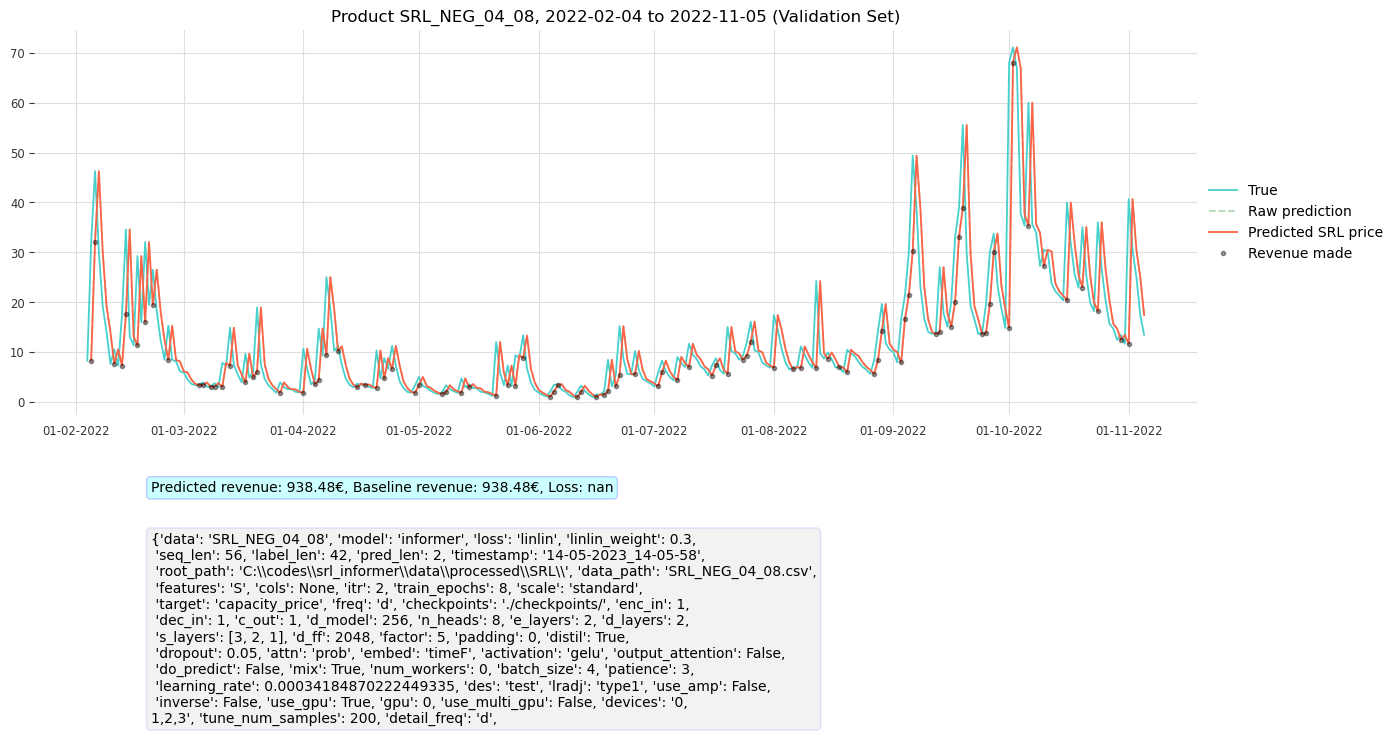 Product SRL_NEG_04_08, 2022-02-04 to 2022-11-05 (Validation Set)
70
60
50
40
30
20
10
0
01-02-2022 01-03-2022 01-04-2022 01-05-2022 01-06-2022 01-07-2022 01-08-2022 01-09-2022 01-10-2022 01-11-2022
True
Raw prediction
Predicted SRL price
Revenue made
Predicted revenue: 938.48€, Baseline revenue: 938.48€, Loss: nan
{'data': 'SRL_NEG_04_08', 'model': 'informer', 'loss': 'linlin', 'linlin_weight': 0.3,
'seq_len': 56, 'label_len': 42, 'pred_len': 2, 'timestamp': '14-05-2023_14-05-58',
'root_path': 'C:\\codes\\srl_informer\\data\\processed\\SRL\\', 'data_path': 'SRL_NEG_04_08.csv',
'features': 'S', 'cols': None, 'itr': 2, 'train_epochs': 8, 'scale': 'standard',
'target': 'capacity_price', 'freq': 'd', 'checkpoints': './checkpoints/', 'enc_in': 1,
'dec_in': 1, 'c_out': 1, 'd_model': 256, 'n_heads': 8, 'e_layers': 2, 'd_layers': 2,
's_layers': [3, 2, 1], 'd_ff': 2048, 'factor': 5, 'padding': 0, 'distil': True,
'dropout': 0.05, 'attn': 'prob', 'embed': 'timeF', 'activation': 'gelu', 'output_attention': False,
'do_predict': False, 'mix': True, 'num_workers': 0, 'batch_size': 4, 'patience': 3,
'learning_rate': 0.00034184870222449335, 'des': 'test', 'lradj': 'type1', 'use_amp': False,
'inverse': False, 'use_gpu': True, 'gpu': 0, 'use_multi_gpu': False, 'devices': '0,
1,2,3', 'tune_num_samples': 200, 'detail_freq': 'd',